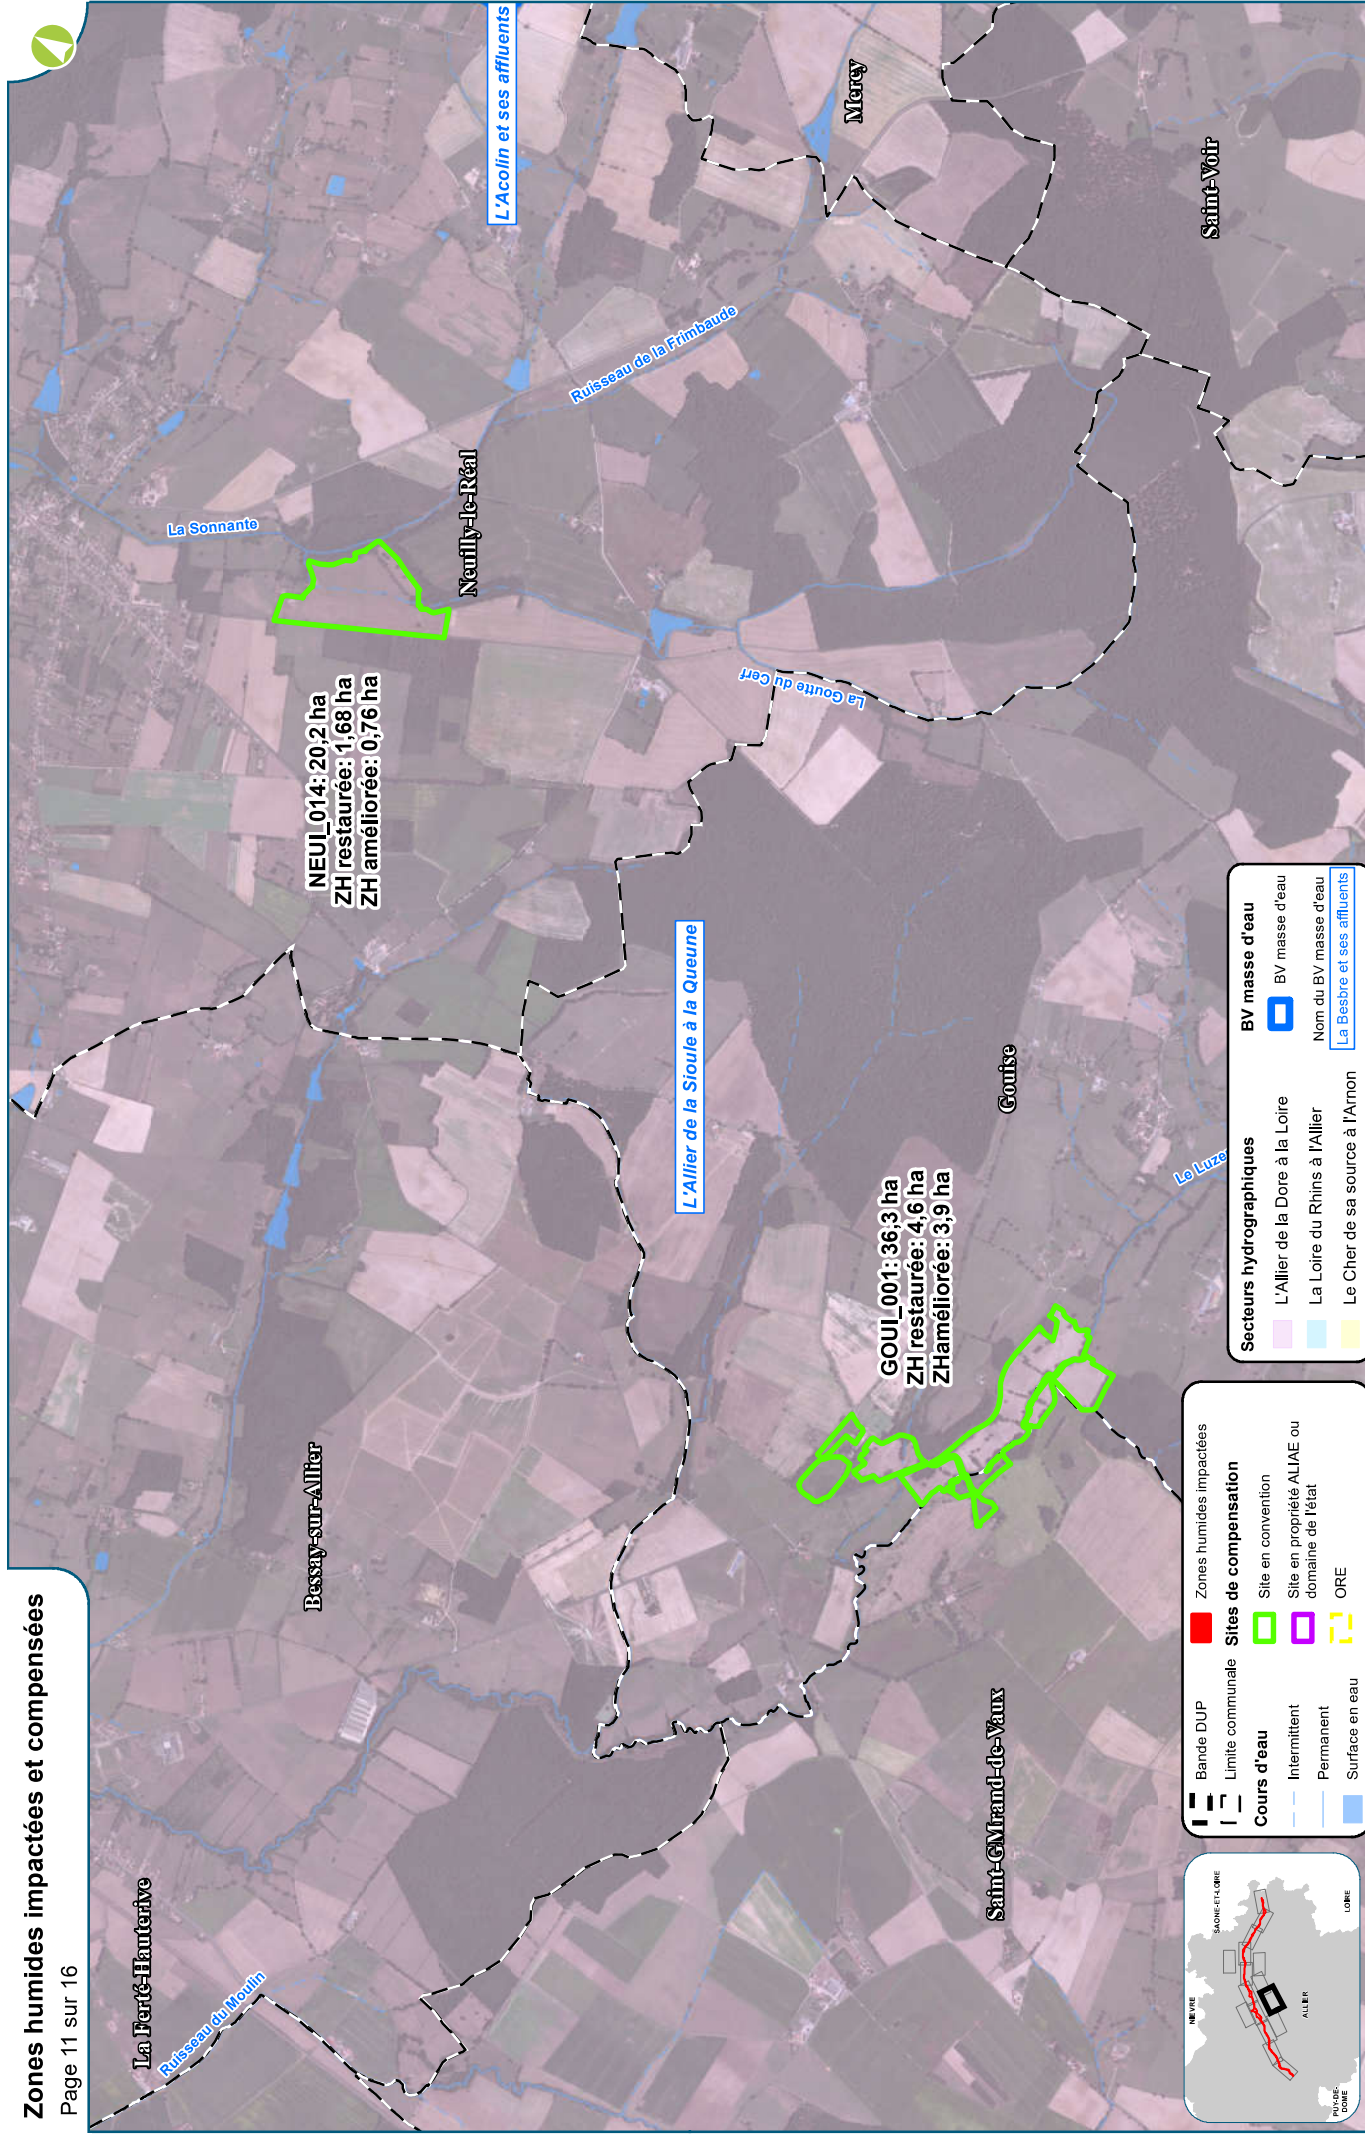 Zones humides impactées et compensées
Page 11 sur 16
La Ferté-Hauterive
Ruisseau du Moulin
Bessay-sur-Allier
La Sonnante
NEUI_014: 20,2 ha
ZH restaurée: 1,68 ha
ZH améliorée: 0,76 ha
Neuilly-le-Réal
L'Acolin et ses affluents
Ruisseau de la Frimbaude
Mercy
Saint-Voir
La Goutte du Cerf
L'Allier de la Sioule à la Queune
GOUI_001: 36,3 ha
ZH restaurée: 4,6 ha
ZHaméliorée: 3,9 ha
Gouise
Le Luze
Saint-GMrand-de-Vaux
NIEVRE
SAONE-ET-LOIRE
ALLIER
PUY-DE-
DOME
LOIRE
Bande DUP
Limite communale
Cours d'eau
Intermittent
Permanent
Surface en eau
Zones humides impactées
Sites de compensation
Site en convention
Site en propriété ALIAE ou
domaine de l'état
ORE
Secteurs hydrographiques
L'Allier de la Dore à la Loire
La Loire du Rhins à l'Allier
Le Cher de sa source à l'Arnon
BV masse d'eau
BV masse d'eau
Nom du BV masse d'eau
La Besbre et ses affluents